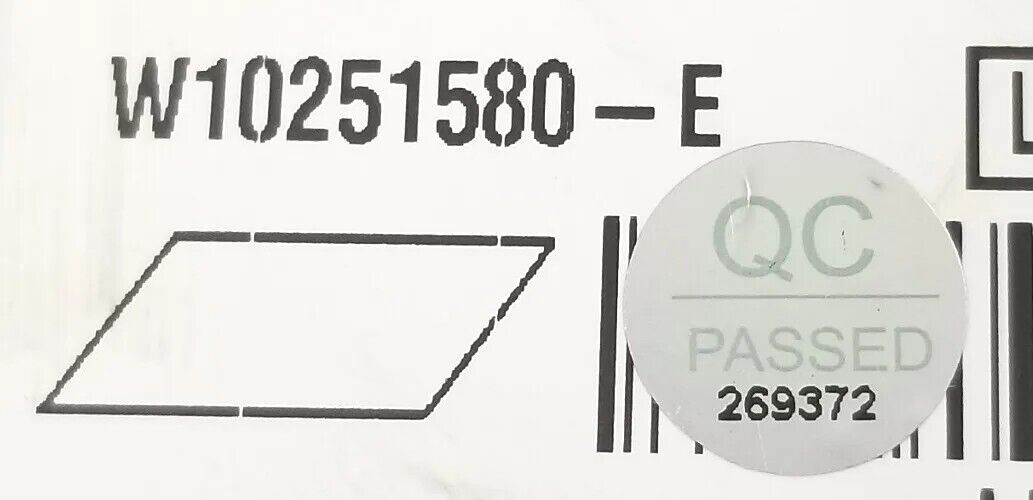 W10251580-E
L
QC
PASSED
269372